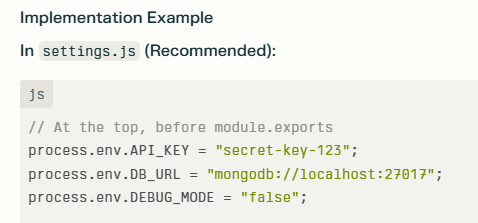 Implementation Example
In settings.js (Recommended):
js
// At the top, before module.exports
process.env.API_KEY = "secret-key-123";
process.env.DB_URL = "mongodb://localhost:27017";
process.env.DEBUG_MODE = "false";